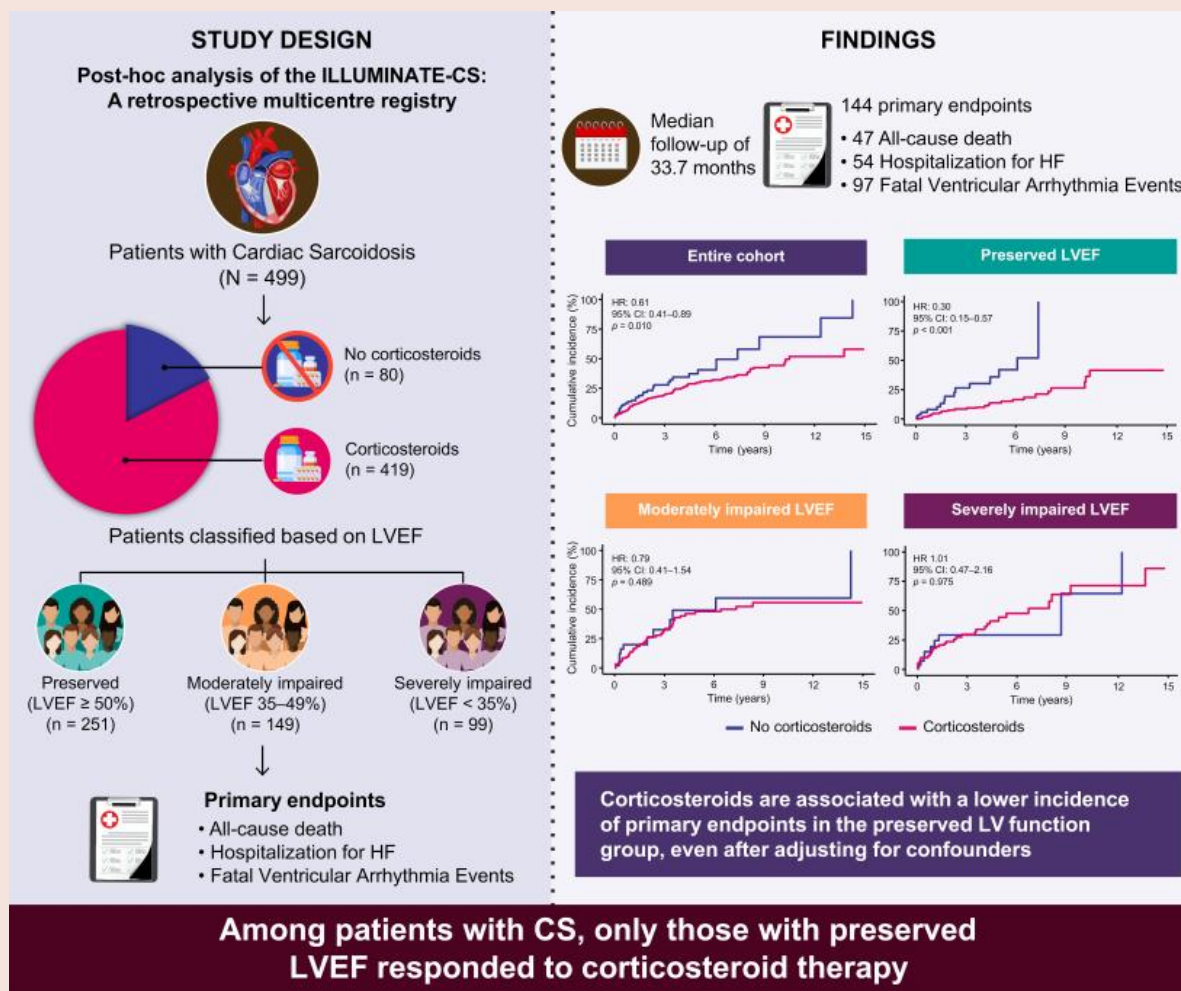 STUDY DESIGN
Post-hoc analysis of the ILLUMINATE-CS:
A retrospective multicentre registry
Patients with Cardiac Sarcoidosis
(N = 499)
No corticosteroids
(n = 80)
Corticosteroids
(n = 419)
Patients classified based on LVEF
Preserved
(LVEF ≥ 50%)
(n = 251)
Moderately impaired
(LVEF 35–49%)
(n = 149)
Severely impaired
(LVEF < 35%)
(n = 99)
Primary endpoints
• All-cause death
• Hospitalization for HF
• Fatal Ventricular Arrhythmia Events
FINDINGS
Median
follow-up of
33.7 months
144 primary endpoints
• 47 All-cause death
• 54 Hospitalization for HF
• 97 Fatal Ventricular Arrhythmia Events
Entire cohort
Cumulative incidence (%)
100
75
50
25
0
HR: 0.61
95% CI: 0.41–0.89
p = 0.010
0 3 6 9 12 15
Time (years)
Preserved LVEF
100
75
50
25
0
HR: 0.30
95% CI: 0.15–0.57
p < 0.001
0 3 6 9 12 15
Time (years)
Moderately impaired LVEF
Cumulative incidence (%)
100
75
50
25
0
HR: 0.79
95% CI: 0.41–1.54
p = 0.489
0 3 6 9 12 15
Time (years)
Severely impaired LVEF
100
75
50
25
0
HR 1.01
95% CI: 0.47–2.16
p = 0.975
0 3 6 9 12 15
Time (years)
No corticosteroids
Corticosteroids
Corticosteroids are associated with a lower incidence
of primary endpoints in the preserved LV function
group, even after adjusting for confounders
Among patients with CS, only those with preserved
LVEF responded to corticosteroid therapy